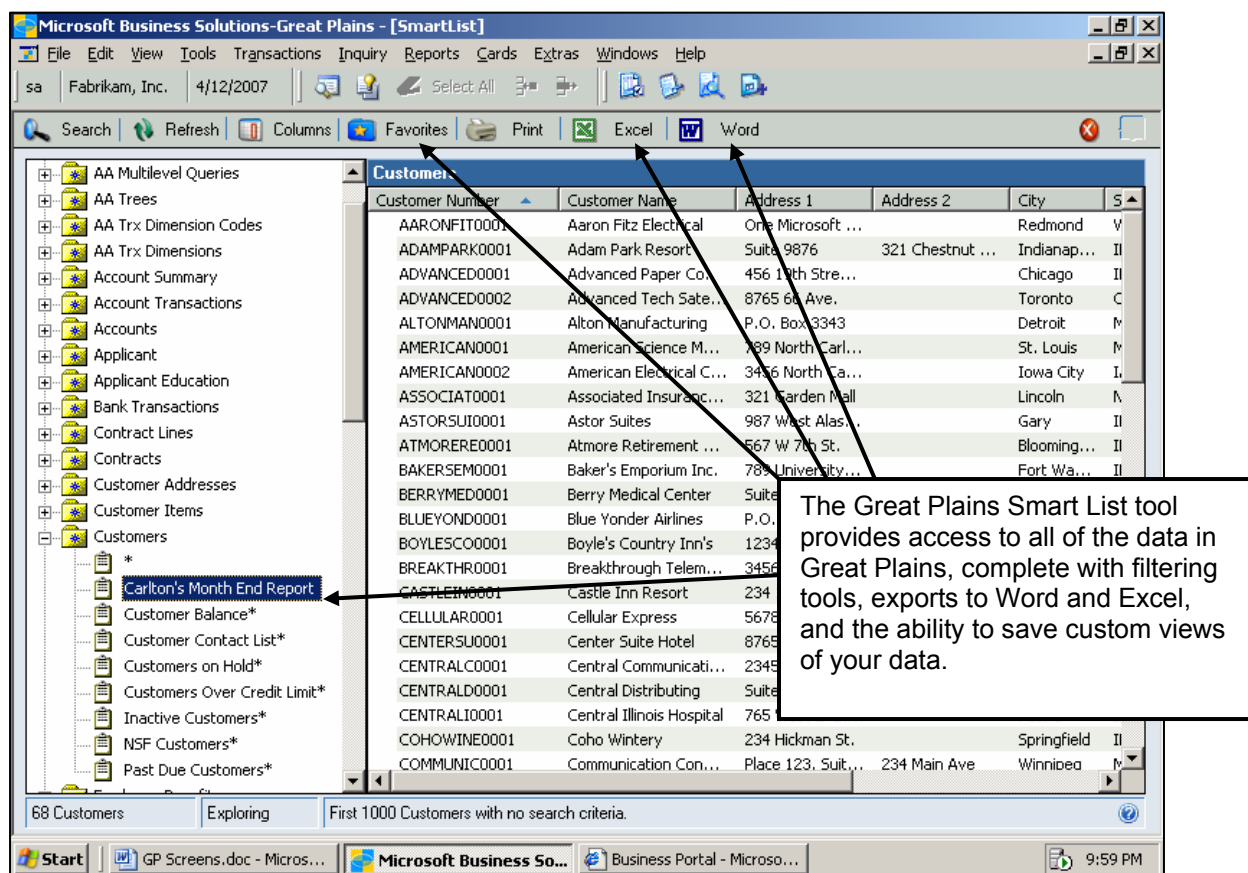 Microsoft Business Solutions-Great Plains - [SmartList]
File Edit View Tools Transactions Inquiry Reports Cards Extras Windows Help
sa Fabrikam, Inc. 4/12/2007 Select All
Search Refresh Columns Favorites Print Excel Word
AA Multilevel Queries
AA Trees
AA Trx Dimension Codes
AA Trx Dimensions
Account Summary
Account Transactions
Accounts
Applicant
Applicant Education
Bank Transactions
Contract Lines
Contracts
Customer Addresses
Customer Items
Customers
*
Carlton's Month End Report
Customer Balance*
Customer Contact List*
Customers on Hold*
Customers Over Credit Limit*
Inactive Customers*
NSF Customers*
Past Due Customers*
Customers
Customer Number Customer Name Address 1 Address 2 City S
AARONFIT0001 Aaron Fitz Electrical One Microsoft ... Redmond
ADAMPARK0001 Adam Park Resort Suite 9876 321 Chestnut ... Indianap...
ADVANCED0001 Advanced Paper Co. 456 19th Stre... Chicago
ADVANCED0002 Advanced Tech Sate... 8765 66 Ave. Toronto
ALTONMAN0001 Alton Manufacturing P.O. Box 3343 Detroit
AMERICAN0001 American Science M... 789 North Carl... St. Louis
AMERICAN0002 American Electrical C... 3456 North Ca... Iowa City
ASSOCIAT0001 Associated Insuranc... 321 Garden Mall Lincoln
ASTORSUI0001 Astor Suites 987 West Alas... Gary
ATMORERE0001 Atmore Retirement ... 567 W 7th St. Blooming...
BAKERSEM0001 Baker's Emporium Inc. 789 University... Fort Wa...
BERRYMED0001 Berry Medical Center Suite
BLUEYOND0001 Blue Yonder Airlines P.O.
BOYLESCO0001 Boyle's Country Inn's 1234
BREAKTHR0001 Breakthrough Telem... 3456
CASTLEIN0001 Castle Inn Resort 234
CELLULAR0001 Cellular Express 5678
CENTERSU0001 Center Suite Hotel 8765
CENTRALC0001 Central Communicati... 2345
CENTRALD0001 Central Distributing Suite
CENTRALI0001 Central Illinois Hospital 765
COHOWINE0001 Coho Wintery 234 Hickman St. Springfield
COMMUNIC0001 Communication Con... Place 123, Suit... 234 Main Ave Winnipeg
The Great Plains Smart List tool
provides access to all of the data in
Great Plains, complete with filtering
tools, exports to Word and Excel,
and the ability to save custom views
of your data.
68 Customers Exploring First 1000 Customers with no search criteria.
Start GP Screens.doc - Micros... Microsoft Business So... Business Portal - Microso... 9:59 PM